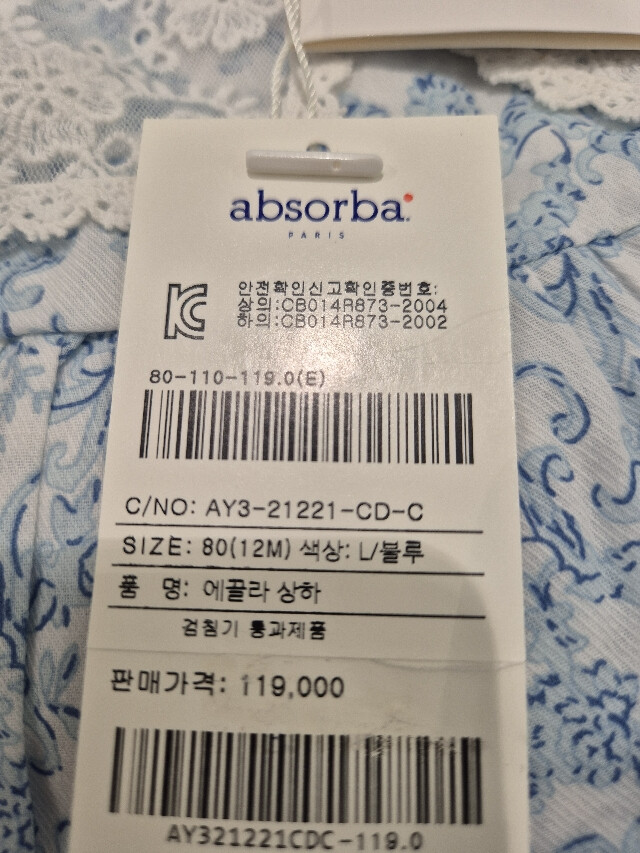 absorba
PARIS
안전확인신고확인증번호:
상의:CB014R873-2004
하의:CB014R873-2002
80-110-119.0(E)
C/NO: AY3-21221-CD-C
SIZE: 80(12M) 색상: L/블루
품 명: 에꼴라 상하
검침기 통과제품
판매가격: 119,000
AY321221CDC-119.0